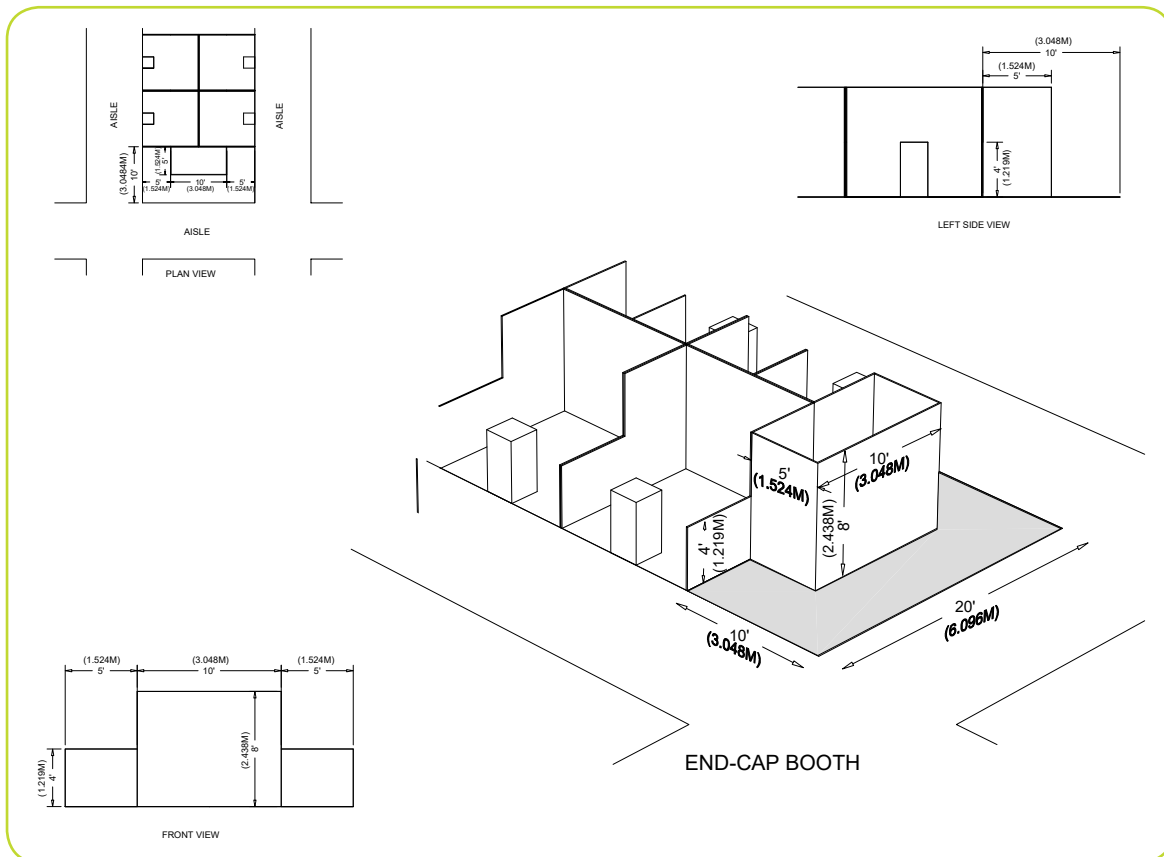 AISLE
AISLE
(3.0484M)
10'
(1.524M)
5'
5'
10'
5'
(1.524M)
(3.048M)
(1.524M)
AISLE
PLAN VIEW
(3.048M)
10'
(1.524M)
5'
4'
(1.219M)
LEFT SIDE VIEW
5'
(1.524M)
10'
(3.048M)
(2.438M)
8'
4'
(1.219M)
10'
(3.048M)
20'
(6.096M)
END-CAP BOOTH
(1.524M)
(3.048M)
(1.524M)
5'
10'
5'
(1.219M)
4'
(2.438M)
8'
FRONT VIEW